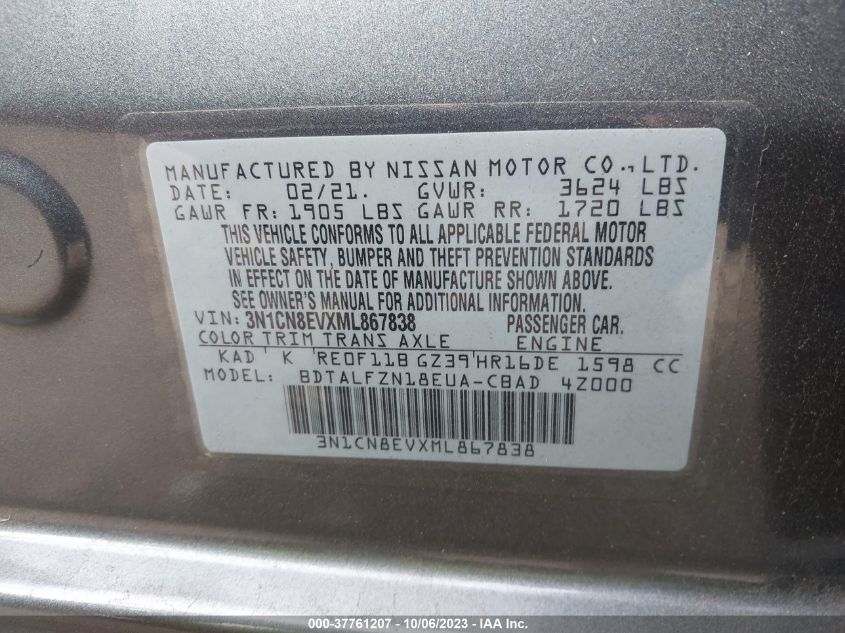 MANUFACTURED BY NISSAN MOTOR CO., LTD.
DATE: 02/21. GVWR: 3624 LBS
GAWR FR: 1905 LBS GAWR RR: 1720 LBS
THIS VEHICLE CONFORMS TO ALL APPLICABLE FEDERAL MOTOR
VEHICLE SAFETY, BUMPER AND THEFT PREVENTION STANDARDS
IN EFFECT ON THE DATE OF MANUFACTURE SHOWN ABOVE.
SEE OWNER'S MANUAL FOR ADDITIONAL INFORMATION.
VIN: 3N1CN8EVXML867838 PASSENGER CAR.
COLOR TRIM TRANS AXLE ENGINE
KAD ' K RE0F11B GZ39 'HR16DE 1598 CC
MODEL: BDTALFZN18EUA-CBAD 4Z000
3N1CN8EVXML867838
000-37761207 - 10/06/2023 - IAA Inc.